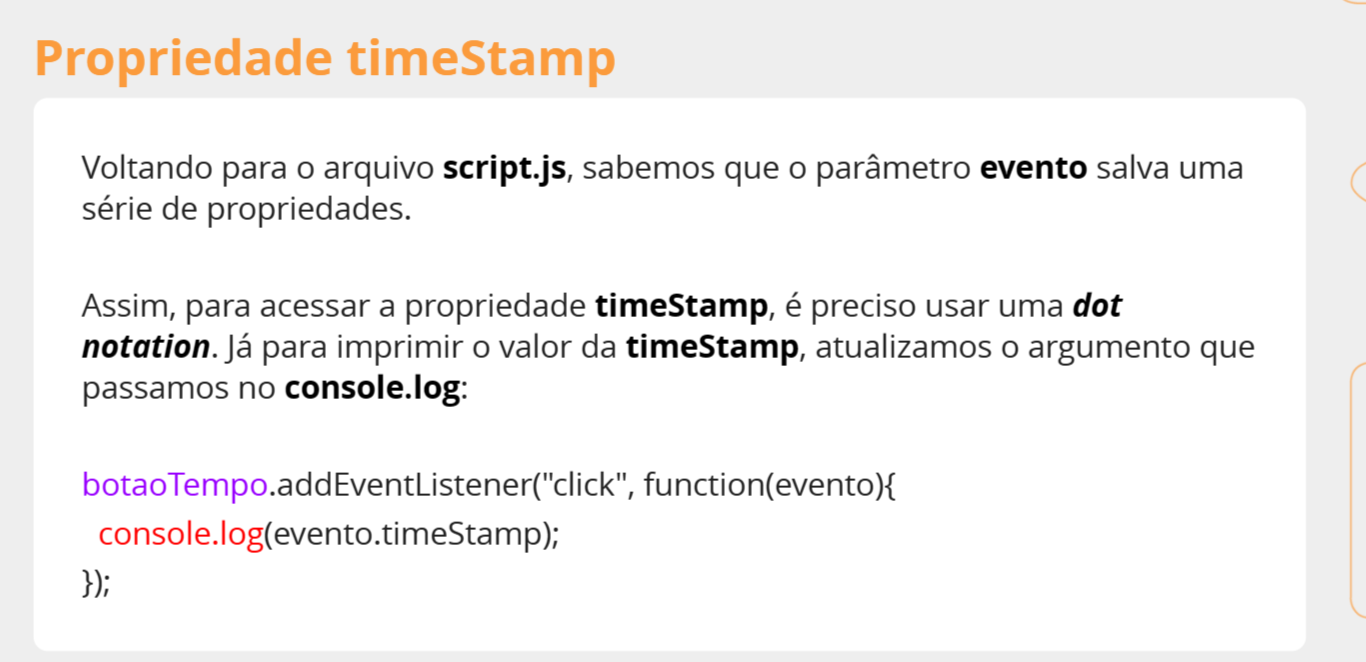 Propriedade timeStamp
Voltando para o arquivo script.js, sabemos que o parâmetro evento salva uma
série de propriedades.
Assim, para acessar a propriedade timeStamp, é preciso usar uma dot
notation. Já para imprimir o valor da timeStamp, atualizamos o argumento que
passamos no console.log:
botaoTempo.addEventListener("click", function(evento){
console.log(evento.timeStamp);
});